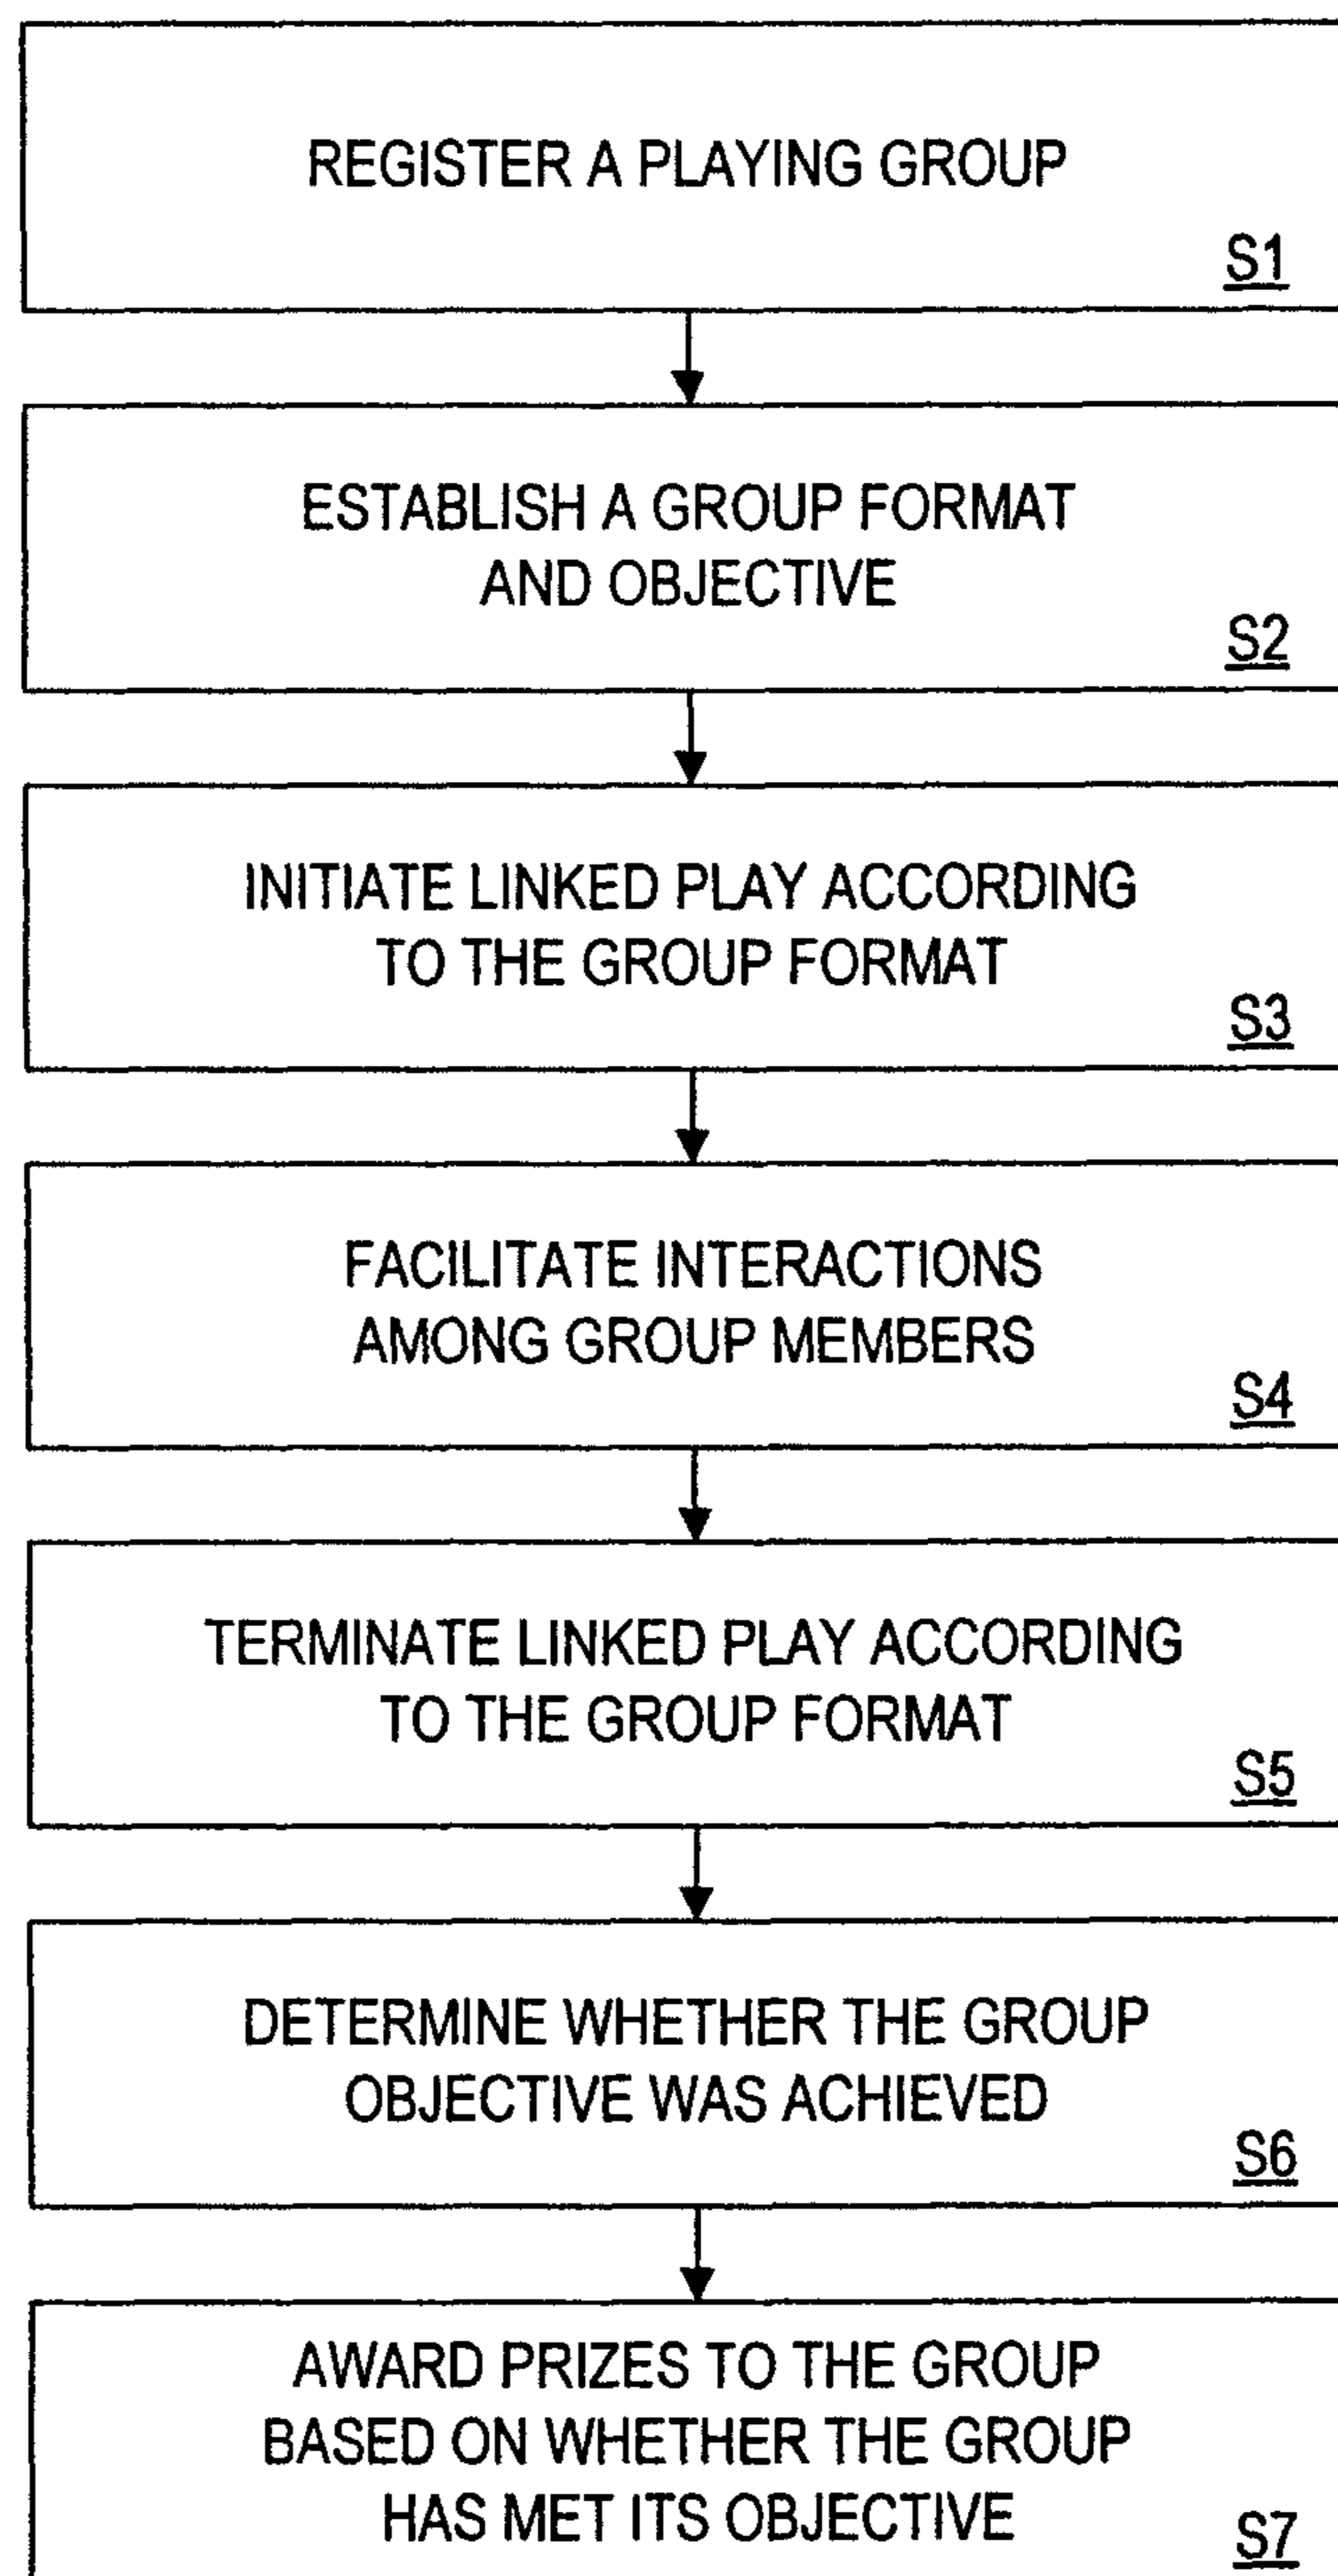 REGISTER A PLAYING GROUP
S1
ESTABLISH A GROUP FORMAT
AND OBJECTIVE
S2
INITIATE LINKED PLAY ACCORDING
TO THE GROUP FORMAT
S3
FACILITATE INTERACTIONS
AMONG GROUP MEMBERS
S4
TERMINATE LINKED PLAY ACCORDING
TO THE GROUP FORMAT
S5
DETERMINE WHETHER THE GROUP
OBJECTIVE WAS ACHIEVED
S6
AWARD PRIZES TO THE GROUP
BASED ON WHETHER THE GROUP
HAS MET ITS OBJECTIVE
S7